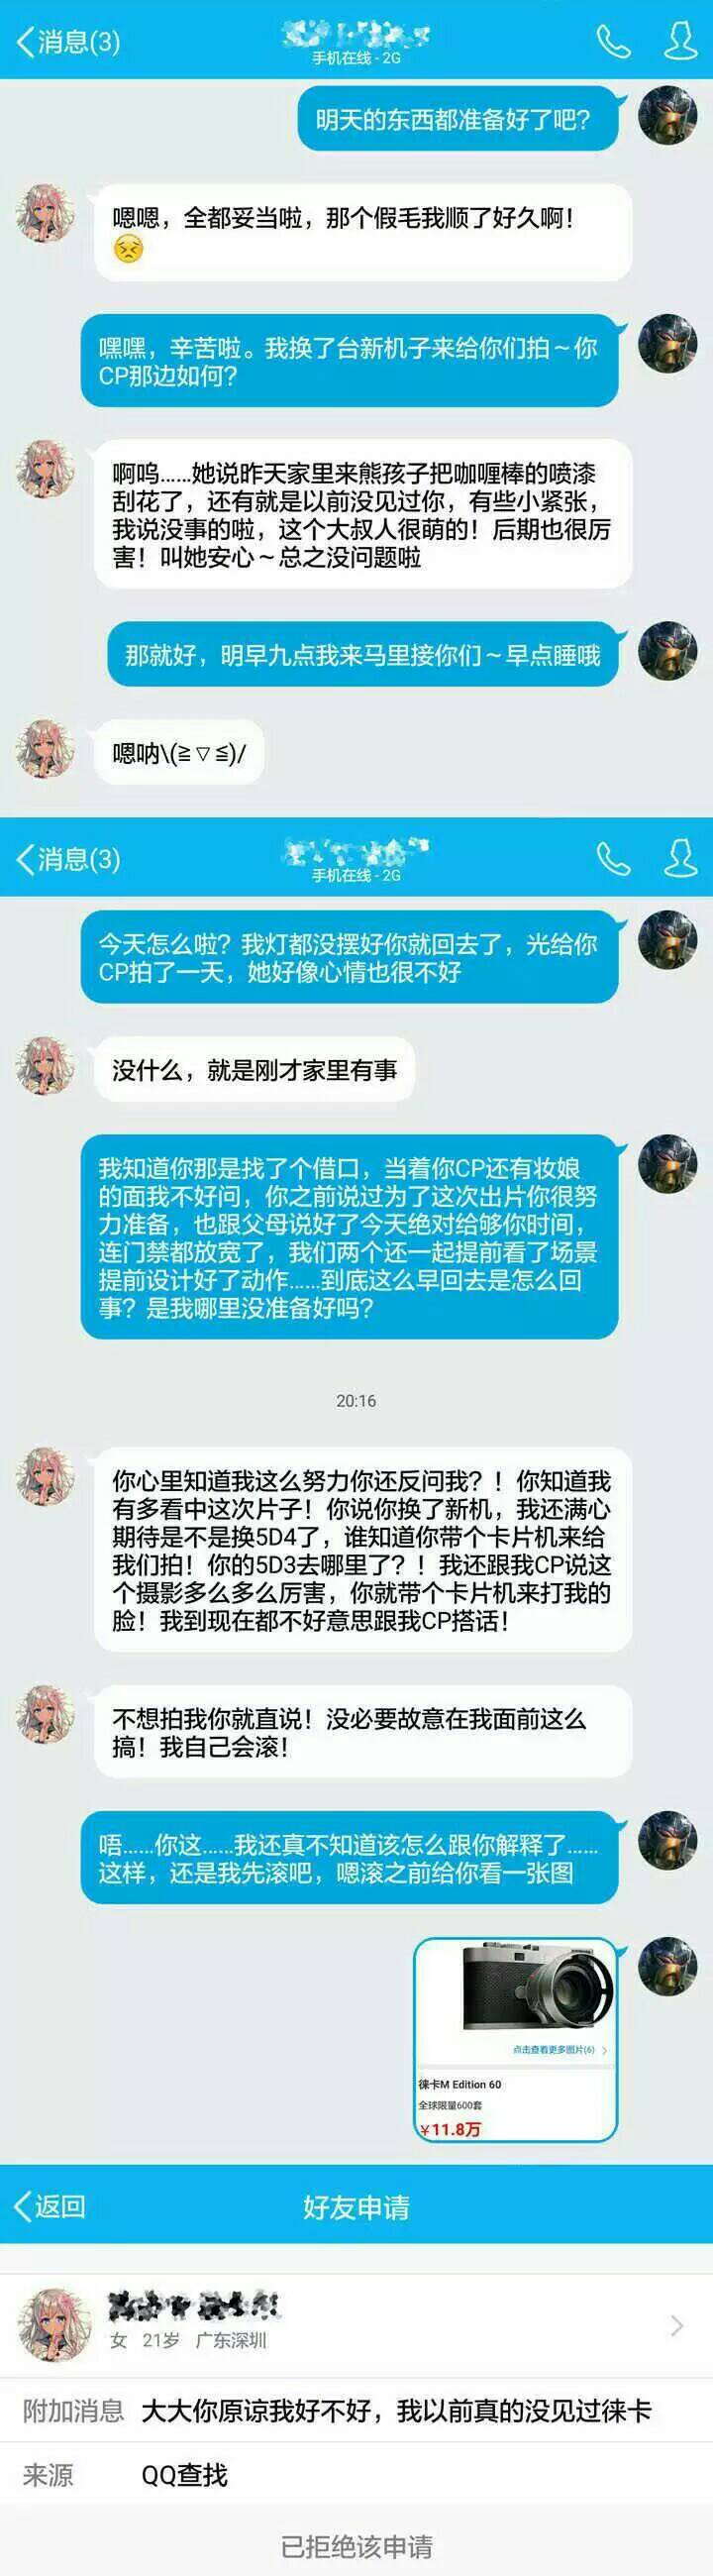 消息(3)
手机在线 - 2G
明天的东西都准备好了吧?
嗯嗯，全都妥当啦，那个假毛我顺了好久啊！
嘿嘿，辛苦啦。我换了台新机子来给你们拍～你
CP那边如何?
啊呜……她说昨天家里来熊孩子把咖喱棒的喷漆
刮花了，还有就是以前没见过你，有些小紧张，
我说没事的啦，这个大叔人很萌的！后期也很厉
害！叫她安心～总之没问题啦
那就好，明早九点我来马里接你们～早点睡哦
嗯呐\(≧▽≦)/
消息(3)
手机在线 - 2G
今天怎么啦？我灯都没摆好你就回去了，光给你
CP拍了一天，她好像心情也很不好
没什么，就是刚才家里有事
我知道你那是找了个借口，当着你CP还有妆娘
的面我不好问，你之前说过为了这次出片你很努
力准备，也跟父母说好了今天绝对给够你时间，
连门禁都放宽了，我们两个还一起提前看了场景
提前设计好了动作……到底这么早回去是怎么回
事？是我哪里没准备好吗?
20:16
你心里知道我这么努力你还反问我？！你知道我
有多看中这次片子！你说你换了新机，我还满心
期待是不是换5D4了，谁知道你带个卡片机来给
我们拍！你的5D3去哪里了？！我还跟我CP说这
个摄影多么多么厉害，你就带个卡片机来打我的
脸！我到现在都不好意思跟我CP搭话！
不想拍我你就直说！没必要故意在我面前这么
搞！我自己会滚！
唔……你这……我还真不知道该怎么跟你解释了……
这样，还是我先滚吧，嗯滚之前给你看一张图
点击查看更多图片(6)
徕卡M Edition 60
全球限量600套
¥11.8万
返回
好友申请
女 21岁 广东深圳
附加消息 大大你原谅我好不好，我以前真的没见过徕卡
来源 QQ查找
已拒绝该申请